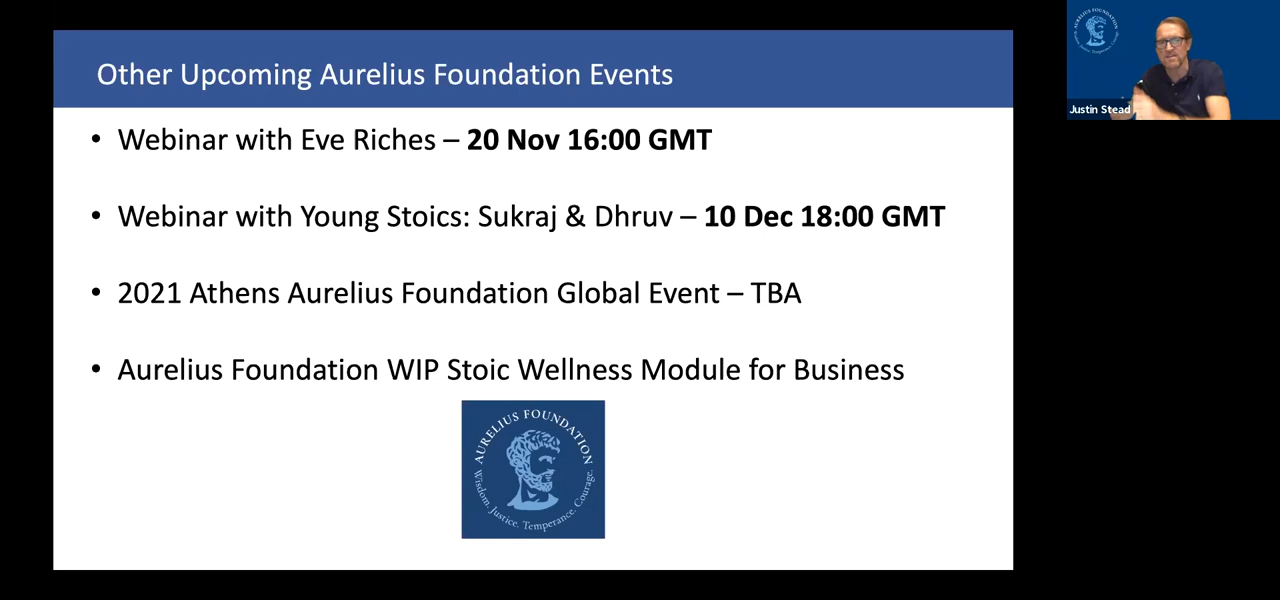 Other Upcoming Aurelius Foundation Events
• Webinar with Eve Riches – 20 Nov 16:00 GMT
• Webinar with Young Stoics: Sukraj & Dhruv – 10 Dec 18:00 GMT
• 2021 Athens Aurelius Foundation Global Event – TBA
• Aurelius Foundation WIP Stoic Wellness Module for Business
AURELIUS FOUNDATION
Wisdom. Justice. Temperance. Courage.
AURELIUS FOUNDATION
Justin Stead